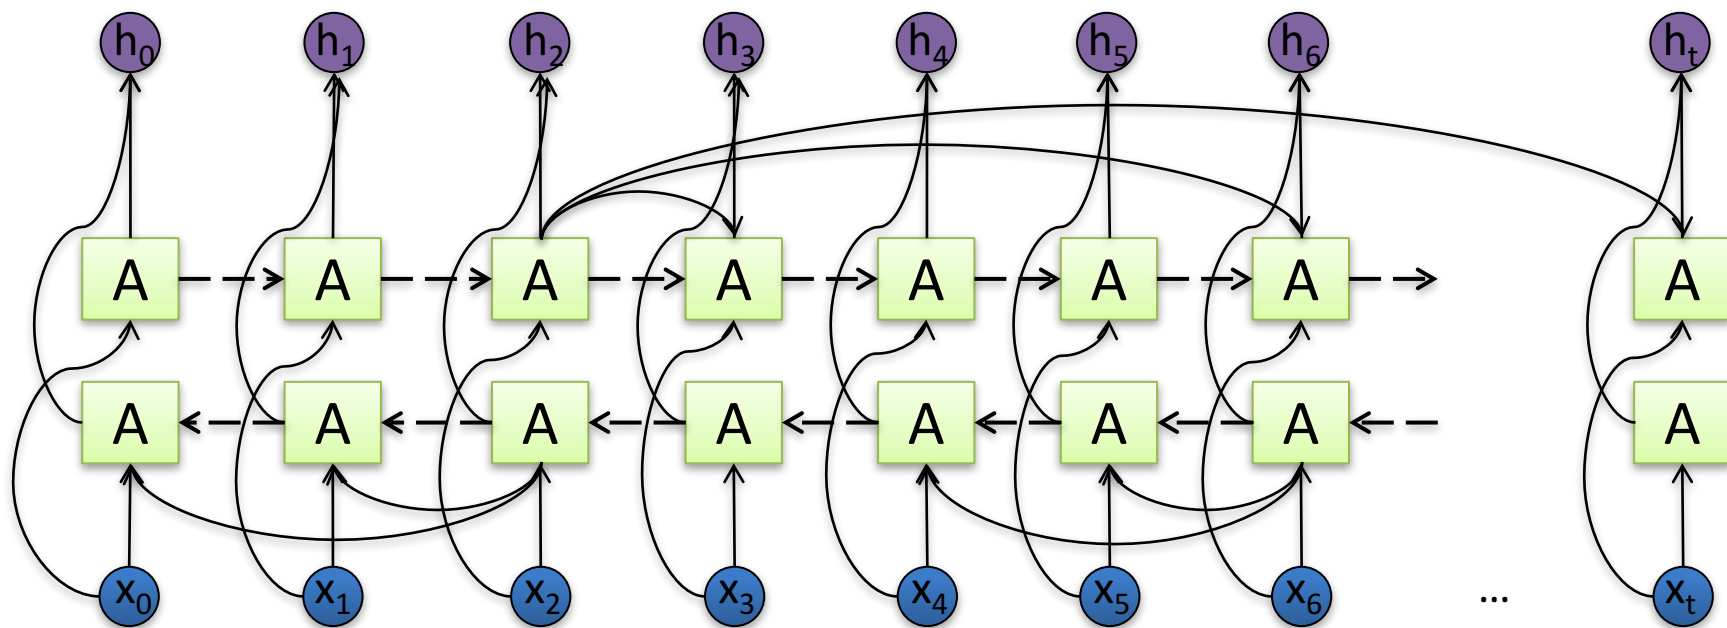 h₀ h₁ h₂ h₃ h₄ h₅ h₆ hₜ
A A A A A A A A
A A A A A A A A
x₀ x₁ x₂ x₃ x₄ x₅ x₆ ... xₜ